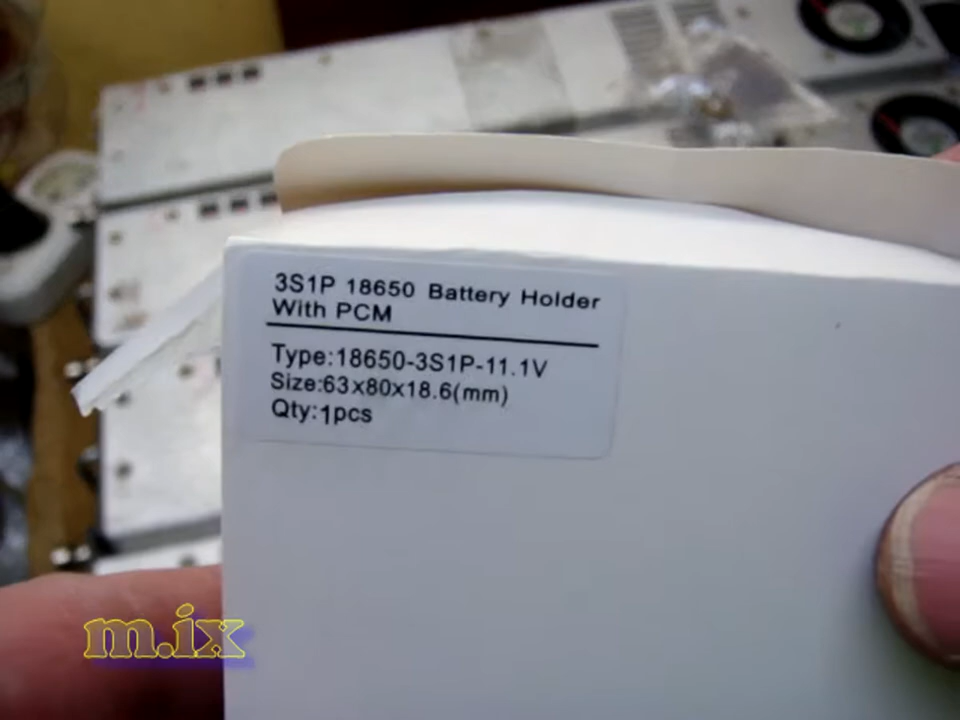 3S1P 18650 Battery Holder
With PCM
Type:18650-3S1P-11.1V
Size:63x80x18.6(mm)
Qty:1pcs
m.ix